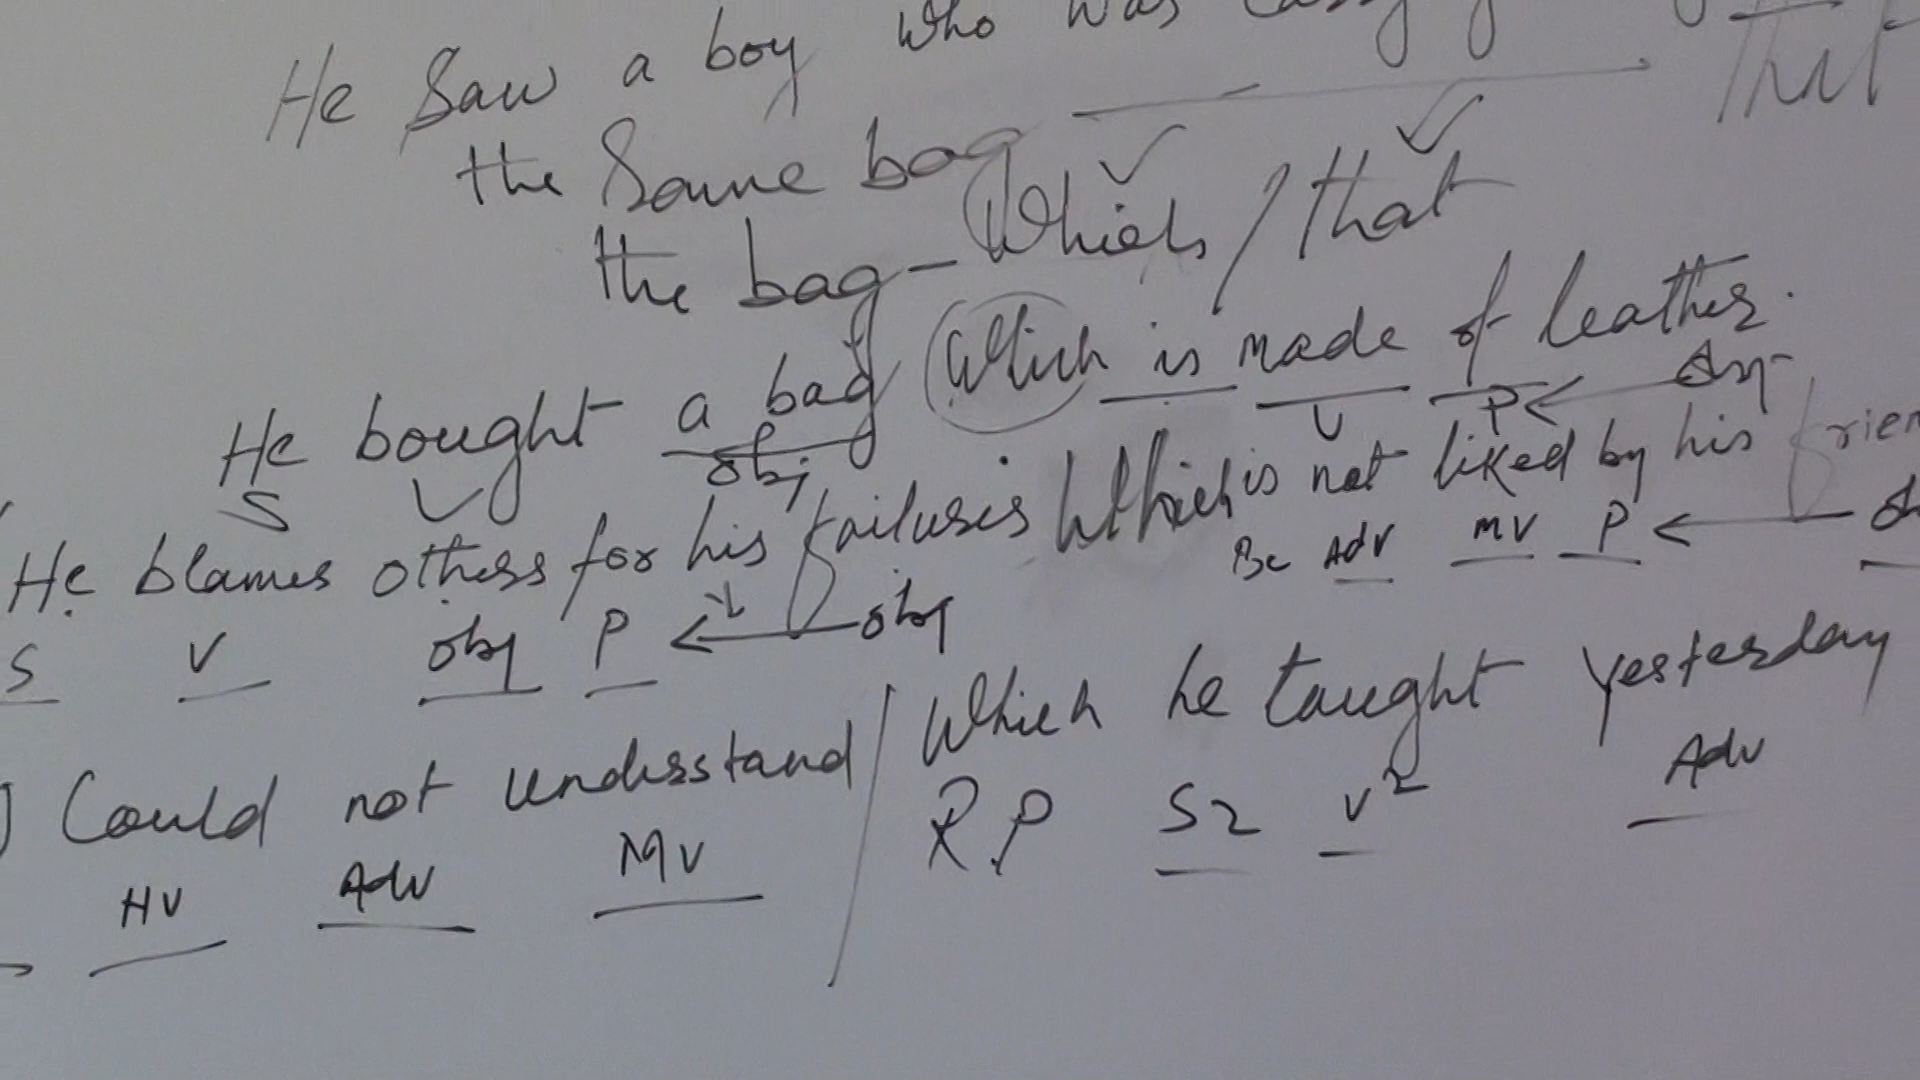 He Saw a boy who was
the Same bag
the bag - which / that
He bought a bag which is made of leather.
S V obj V P ← obj
He blames others for his failures which is not liked by his
S V obj P ← obj Be Adv MV P ←
Could not understand / which he taught yesterday
HV Adv MV R.P S2 V2 Adv